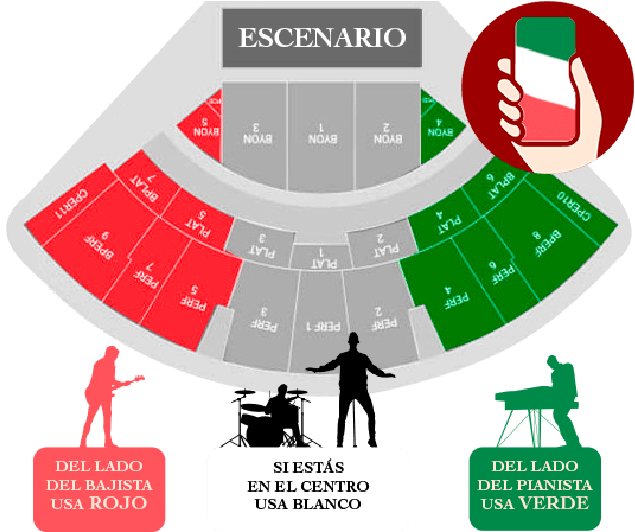 ESCENARIO
BYON 5
BYON 3
BYON 1
BYON 2
BYON 4
CPER11
BPLAT 7
PLAT 5
PLAT 3
PLAT 1
PLAT 2
PLAT 4
BPLAT 6
CPER10
BPERF 9
PERF 7
PERF 5
PERF 3
PERF 1
PERF 2
PERF 4
PERF 6
BPERF 8
DEL LADO
DEL BAJISTA
USA ROJO
SI ESTÁS
EN EL CENTRO
USA BLANCO
DEL LADO
DEL PIANISTA
USA VERDE